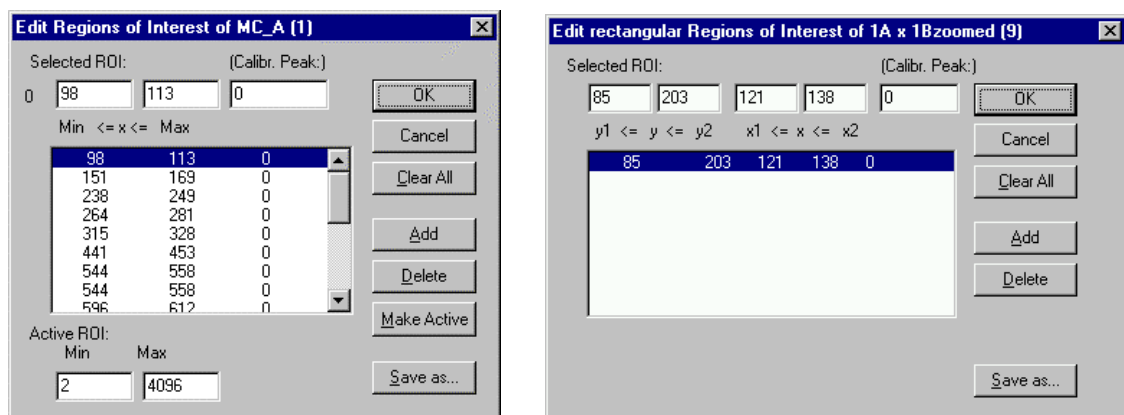 Edit Regions of Interest of MC_A (1)
Selected ROI: (Calibr. Peak:)
0 98 113 0
Min <= x <= Max
98 113 0
151 169 0
238 249 0
264 281 0
315 328 0
441 453 0
544 558 0
544 558 0
596 612 0
Active ROI:
Min Max
2 4096
OK
Cancel
Clear All
Add
Delete
Make Active
Save as...
Edit rectangular Regions of Interest of 1A x 1Bzoomed (9)
Selected ROI: (Calibr. Peak:)
85 203 121 138 0
y1 <= y <= y2 x1 <= x <= x2
85 203 121 138 0
OK
Cancel
Clear All
Add
Delete
Save as...